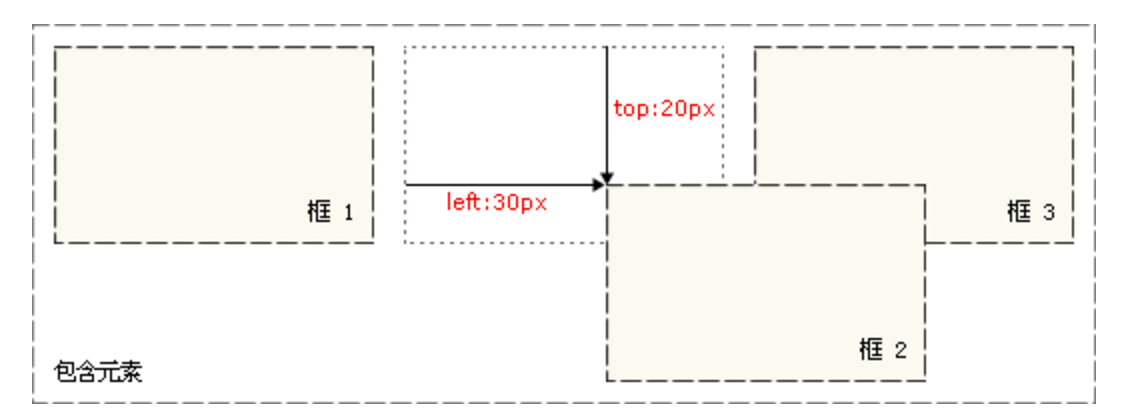 top:20px
left:30px
框 1
框 3
框 2
包含元素